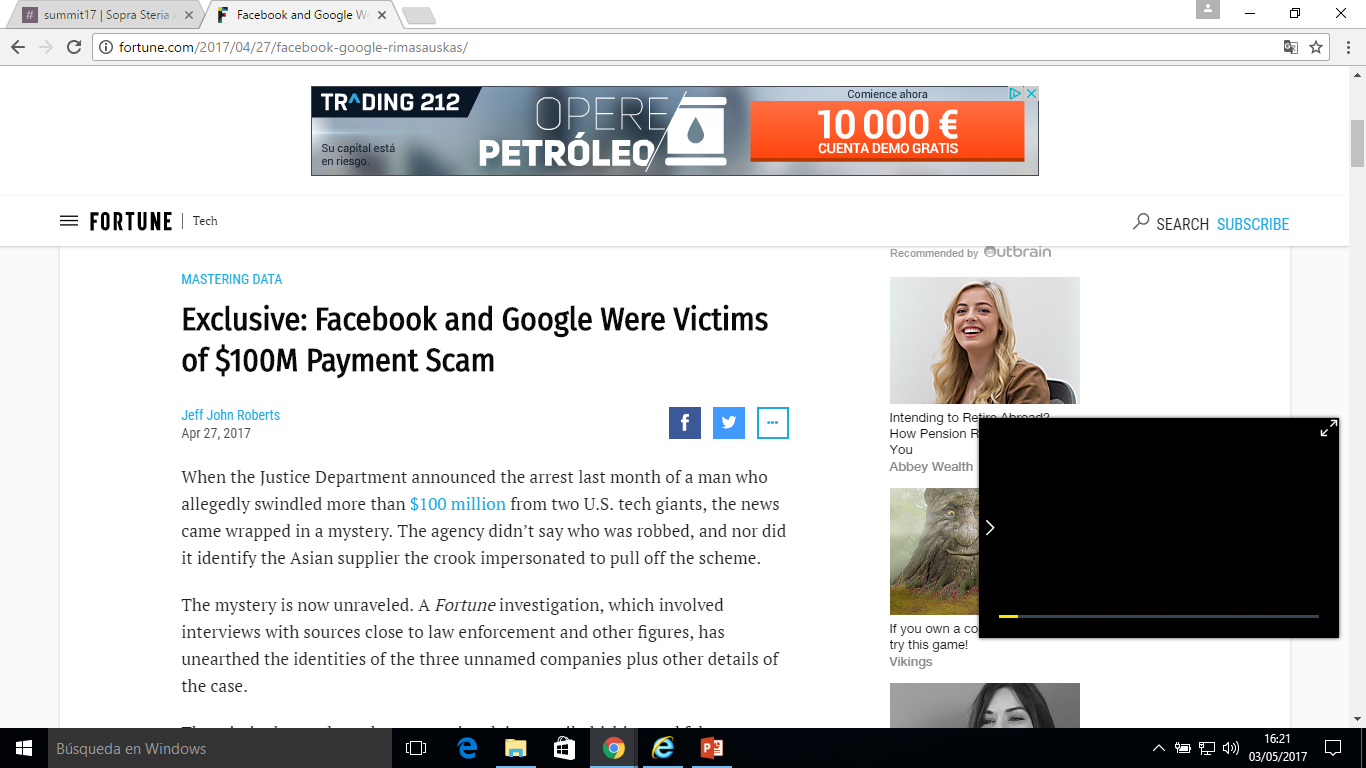 summit17 | Sopra Steria
Facebook and Google W
fortune.com/2017/04/27/facebook-google-rimasauskas/
TRADING 212
Su capital está
en riesgo.
OPERE
PETRÓLEO
Comience ahora
10 000 €
CUENTA DEMO GRATIS
FORTUNE
Tech
SEARCH
SUBSCRIBE
MASTERING DATA
Exclusive: Facebook and Google Were Victims
of $100M Payment Scam
Jeff John Roberts
Apr 27, 2017
When the Justice Department announced the arrest last month of a man who
allegedly swindled more than $100 million from two U.S. tech giants, the news
came wrapped in a mystery. The agency didn’t say who was robbed, and nor did
it identify the Asian supplier the crook impersonated to pull off the scheme.
The mystery is now unraveled. A Fortune investigation, which involved
interviews with sources close to law enforcement and other figures, has
unearthed the identities of the three unnamed companies plus other details of
the case.
Recommended by Outbrain
Intending to Retire Abroad?
How Pension R
You
Abbey Wealth
If you own a co
try this game!
Vikings
Búsqueda en Windows
16:21
03/05/2017